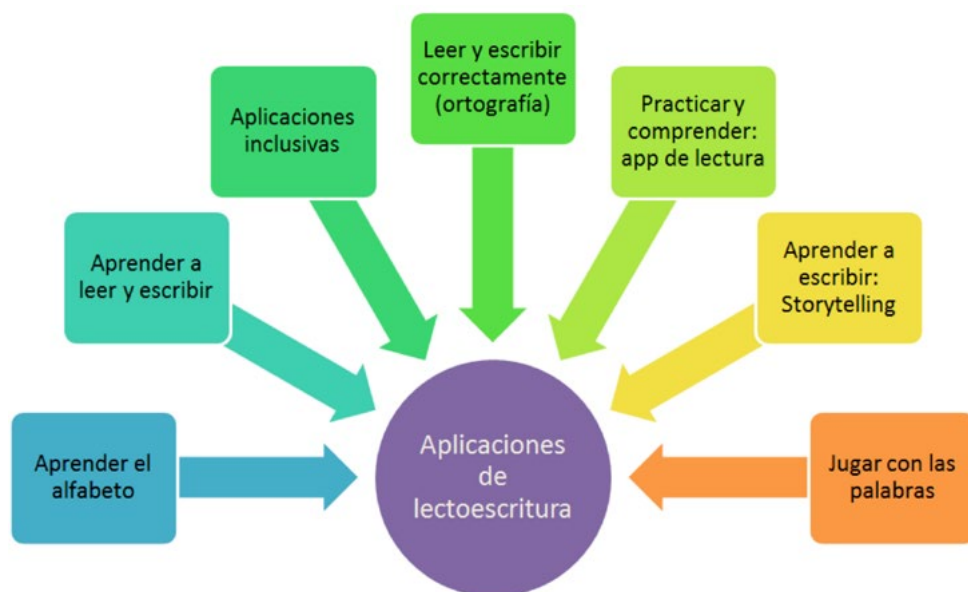 Aprender el
alfabeto
Aprender a
leer y escribir
Aplicaciones
inclusivas
Leer y escribir
correctamente
(ortografía)
Practicar y
comprender:
app de lectura
Aprender a
escribir:
Storytelling
Jugar con las
palabras
Aplicaciones
de
lectoescritura